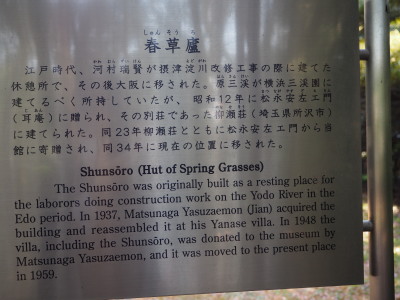 しゅん そう ろ
春草廬
江戸時代、河村瑞賢が摂津淀川改修工事の際に建てた
休憩所で、その後大阪に移された。原三渓が横浜三溪園に
建てるべく所持していたが、昭和12年に松永安左エ門
(耳庵)に贈られ、その別荘であった柳瀬荘(埼玉県所沢市)
に建てられた。同23年柳瀬荘とともに松永安左エ門から当
館に寄贈され、同34年に現在の位置に移された。
Shunsōro (Hut of Spring Grasses)
The Shunsōro was originally built as a resting place for
the laborors doing construction work on the Yodo River in the
Edo period. In 1937, Matsunaga Yasuzaemon (Jian) acquired the
building and reassembled it at his Yanase villa. In 1948 the
villa, including the Shunsōro, was donated to the museum by
Matsunaga Yasuzaemon, and it was moved to the present place
in 1959.